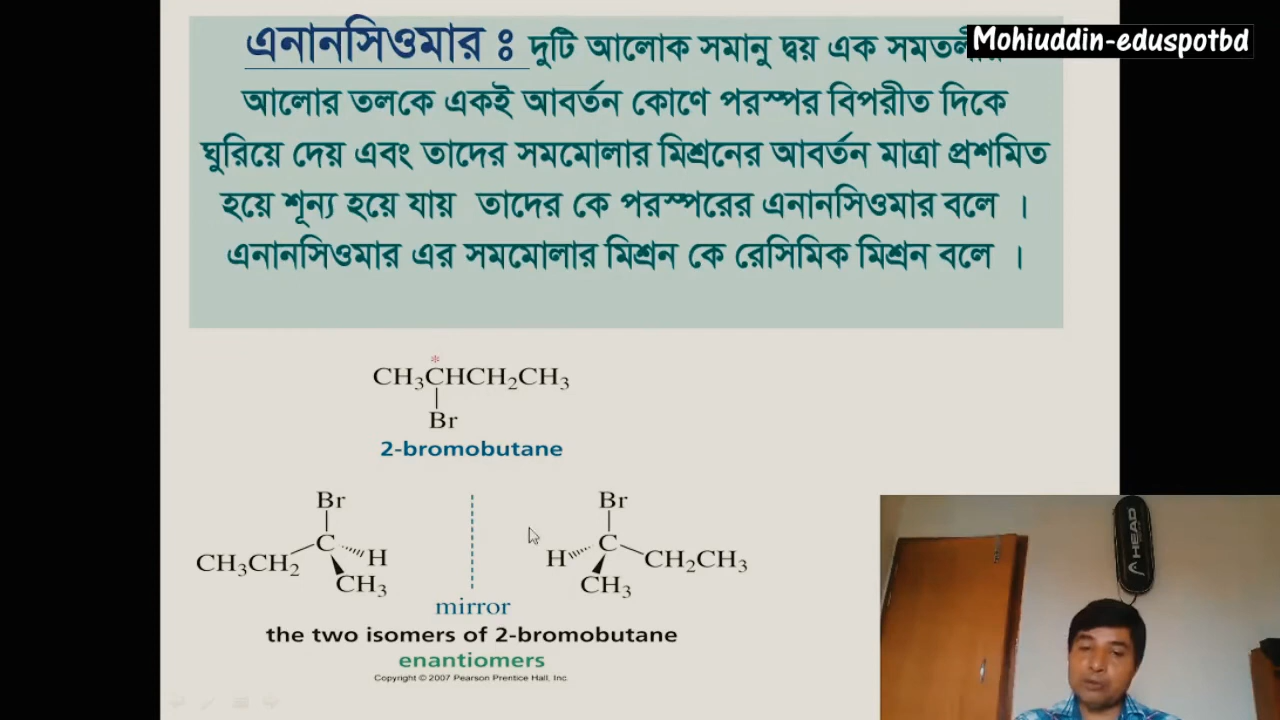 Mohiuddin-eduspotbd
এনানসিওমার ঃ দুটি আলোক সমানু দ্বয় এক
আলোর তলকে একই আবর্তন কোণে পরস্পর বিপরীত দিকে
ঘুরিয়ে দেয় এবং তাদের সমমোলার মিশ্রনের আবর্তন মাত্রা প্রশমিত
হয়ে শূন্য হয়ে যায় তাদের কে পরস্পরের এনানসিওমার বলে ।
এনানসিওমার এর সমমোলার মিশ্রন কে রেসিমিক মিশ্রন বলে ।
*
CH₃CHCH₂CH₃
Br
2-bromobutane
Br Br
C C
CH₃CH₂ H H CH₂CH₃
CH₃ CH₃
mirror
the two isomers of 2-bromobutane
enantiomers
Copyright © 2007 Pearson Prentice Hall, Inc.
HEAD